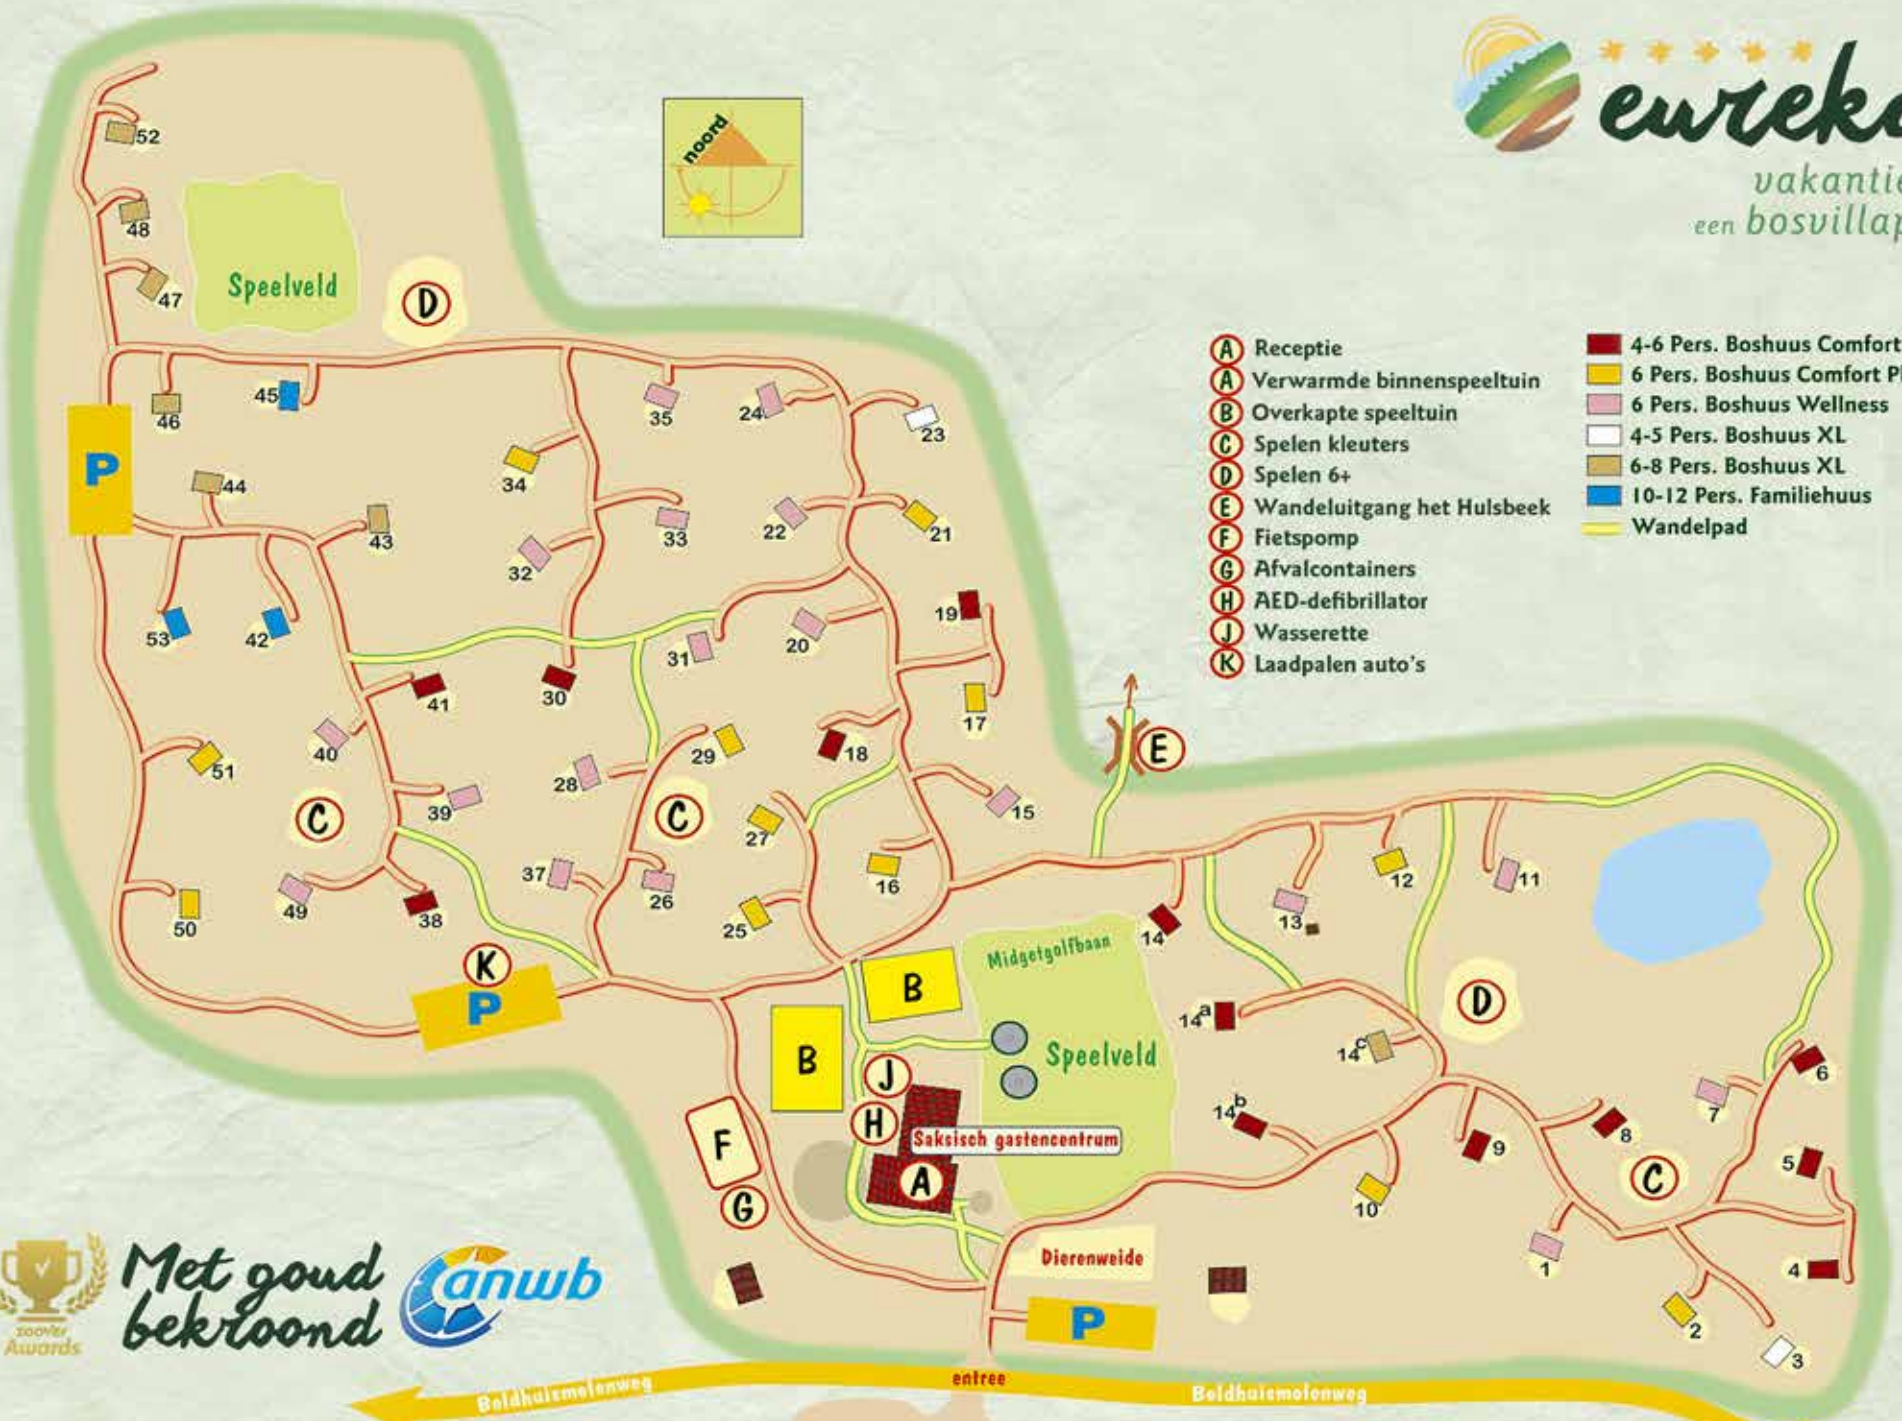 eureka
vakantie
een bosvillap
noord
A Receptie
A Verwarmde binnenspeeltuin
B Overkapte speeltuin
C Spelen kleuters
D Spelen 6+
E Wandeluitgang het Hulsbeek
F Fietspomp
G Afvalcontainers
H AED-defibrillator
J Wasserette
K Laadpalen auto's
4-6 Pers. Boshuus Comfort
6 Pers. Boshuus Comfort Pl
6 Pers. Boshuus Wellness
4-5 Pers. Boshuus XL
6-8 Pers. Boshuus XL
10-12 Pers. Familiehuus
Wandelpad
52
48
47
Speelveld
D
46
45
35
24
23
P
44
34
43
33
22
21
32
53
42
31
20
19
41
30
17
40
51
29
18
E
28
C
39
C
27
15
37
26
16
12
11
50
49
38
25
14
13
K
P
B
Midgetgolfbaan
D
14a
14c
B
Speelveld
J
6
7
H
14b
F
Saksisch gastencentrum
8
9
A
C
5
G
10
1
4
Dierenweide
P
2
3
Met goud
bekroond
anwb
zoover
Awards
entree
Boldhuismolenweg
Boldhuismolenweg